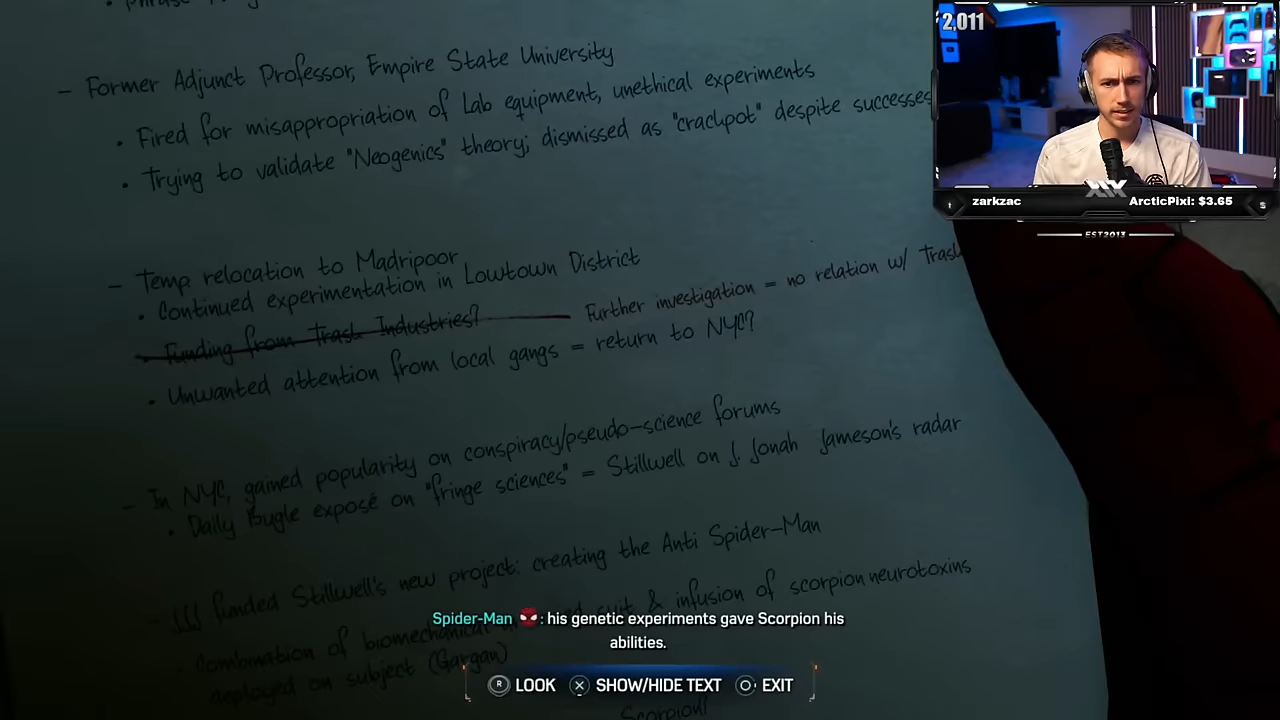 2,011
zarkzac
ArcticPixi: $3.65
EST2013
- Former Adjunct Professor, Empire State University
• Fired for misappropriation of Lab equipment, unethical experiments
• Trying to validate "Neogenics" theory; dismissed as "crackpot" despite successes
- Temp relocation to Madripoor
• Continued experimentation in Lowtown District
• Funding from Trask Industries? Further investigation = no relation w/ Trask
• Unwanted attention from local gangs = return to NYC?
- In NYC, gained popularity on conspiracy/pseudo-science forums
• Daily Bugle exposé on "fringe sciences" = Stillwell on J. Jonah Jameson's radar
- JJJ funded Stillwell's new project: creating the Anti Spider-Man
• Combination of biomechanical suit & infusion of scorpion neurotoxins
deployed on subject (Gargan)
Scorpion!
Spider-Man : his genetic experiments gave Scorpion his
abilities.
R LOOK X SHOW/HIDE TEXT O EXIT